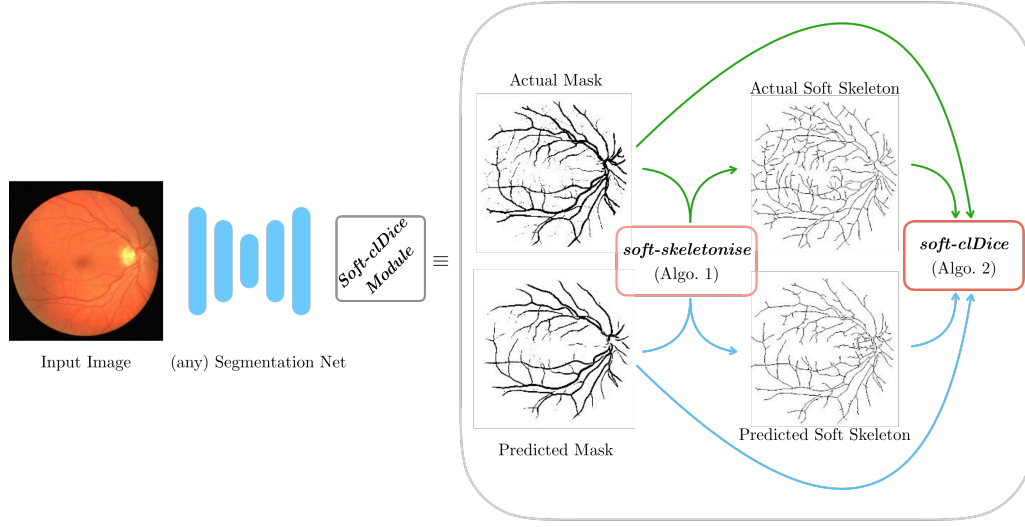 Input Image
(any) Segmentation Net
Soft-clDice
Module
≡
Actual Mask
Actual Soft Skeleton
soft-skeletonise
(Algo. 1)
soft-clDice
(Algo. 2)
Predicted Mask
Predicted Soft Skeleton